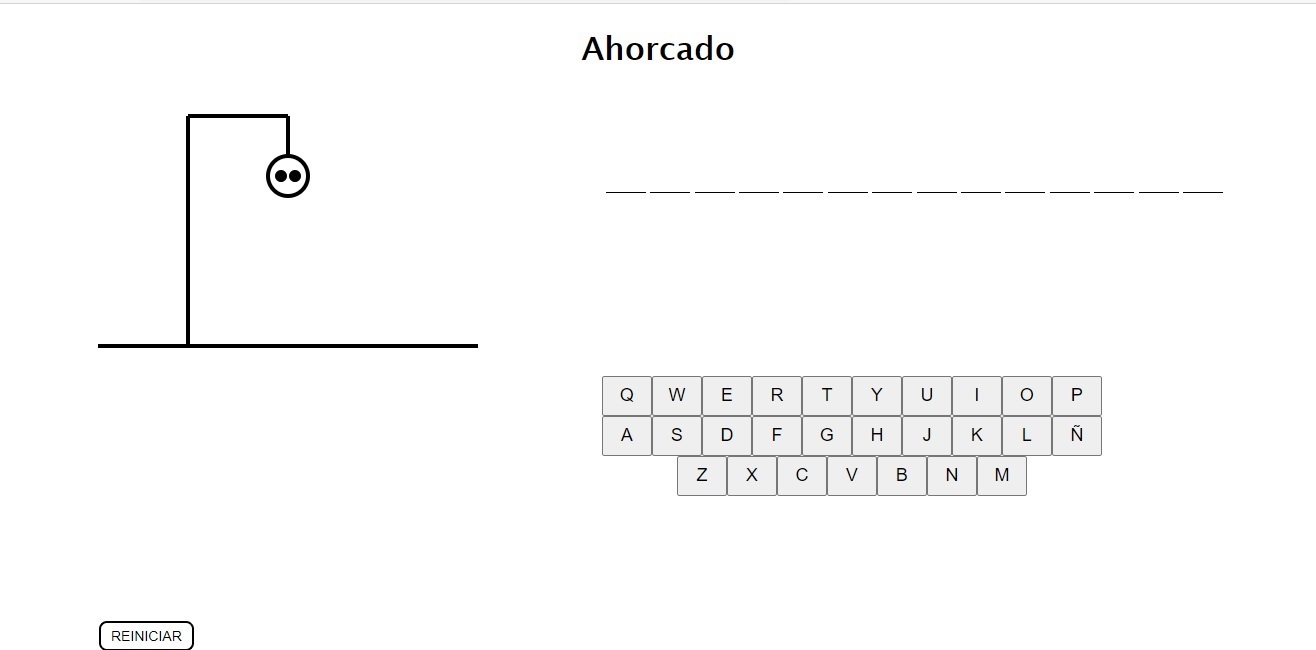 Ahorcado
Q W E R T Y U I O P
A S D F G H J K L Ñ
Z X C V B N M
REINICIAR